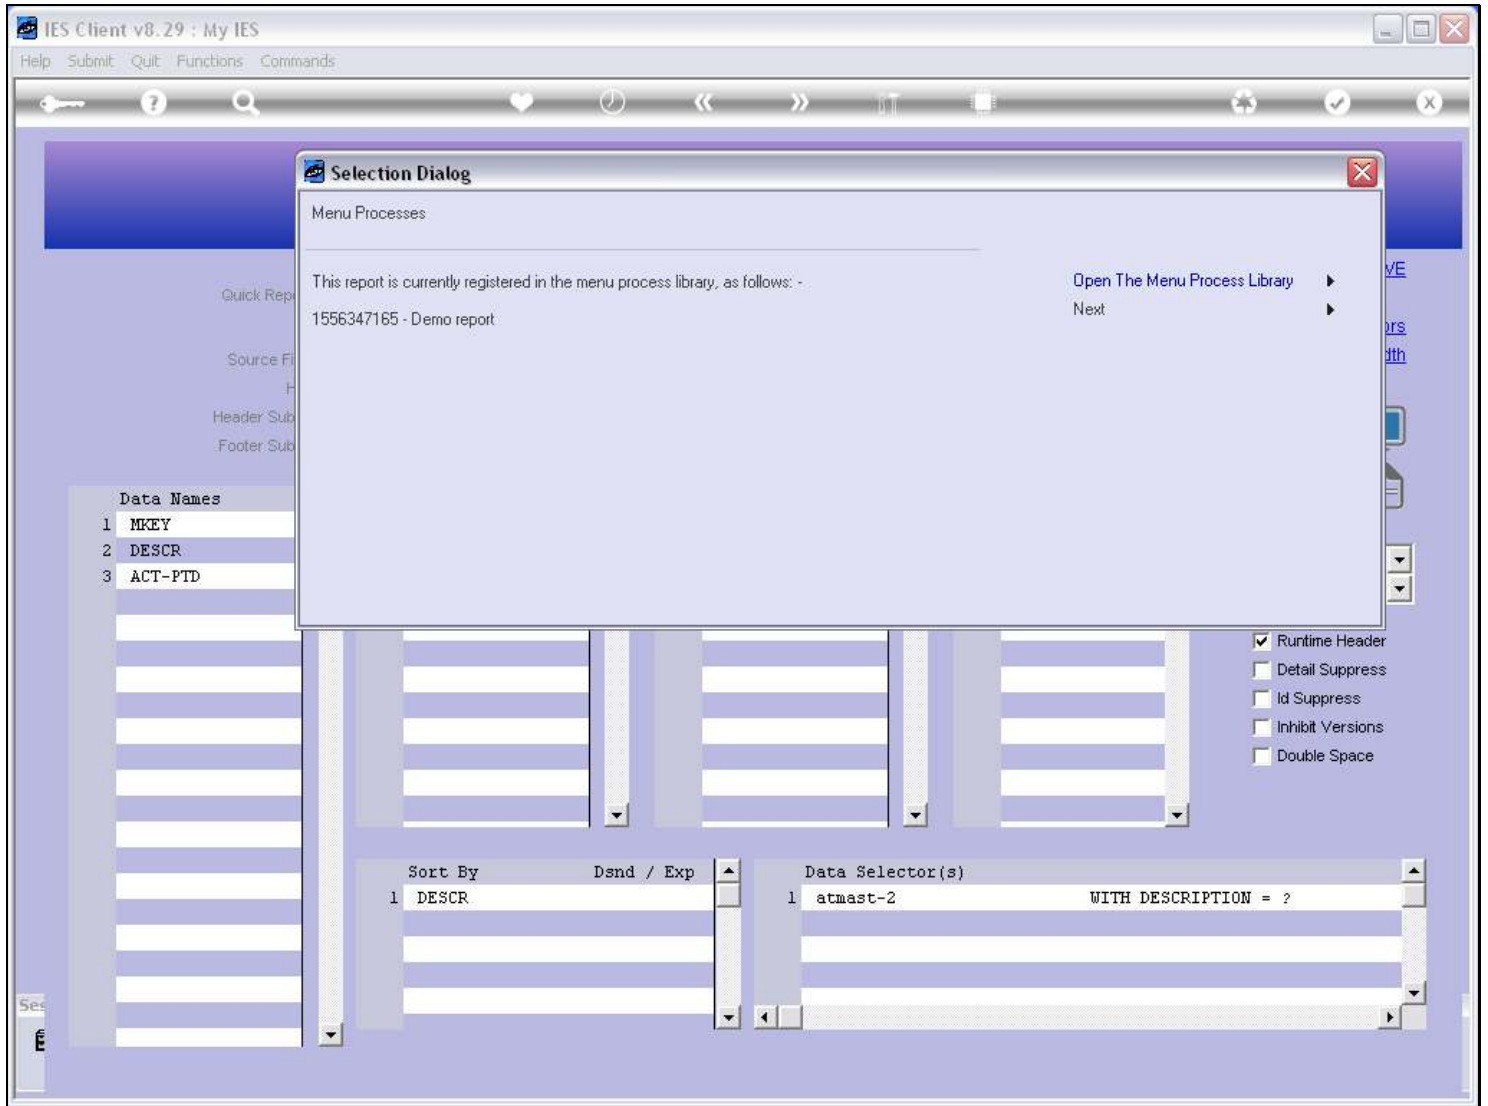 IES Client v8.29 : My IES
Help Submit Quit Functions Commands
Selection Dialog
Menu Processes
This report is currently registered in the menu process library, as follows: -
1556347165 - Demo report
Open The Menu Process Library
Next
Quick Rep
Source Fi
Header Sub
Footer Sub
VE
ors
dth
Data Names
1 MKEY
2 DESCR
3 ACT-PTD
Runtime Header
Detail Suppress
Id Suppress
Inhibit Versions
Double Space
Sort By Dsnd / Exp
1 DESCR
Data Selector(s)
1 atmast-2 WITH DESCRIPTION = ?
Ses